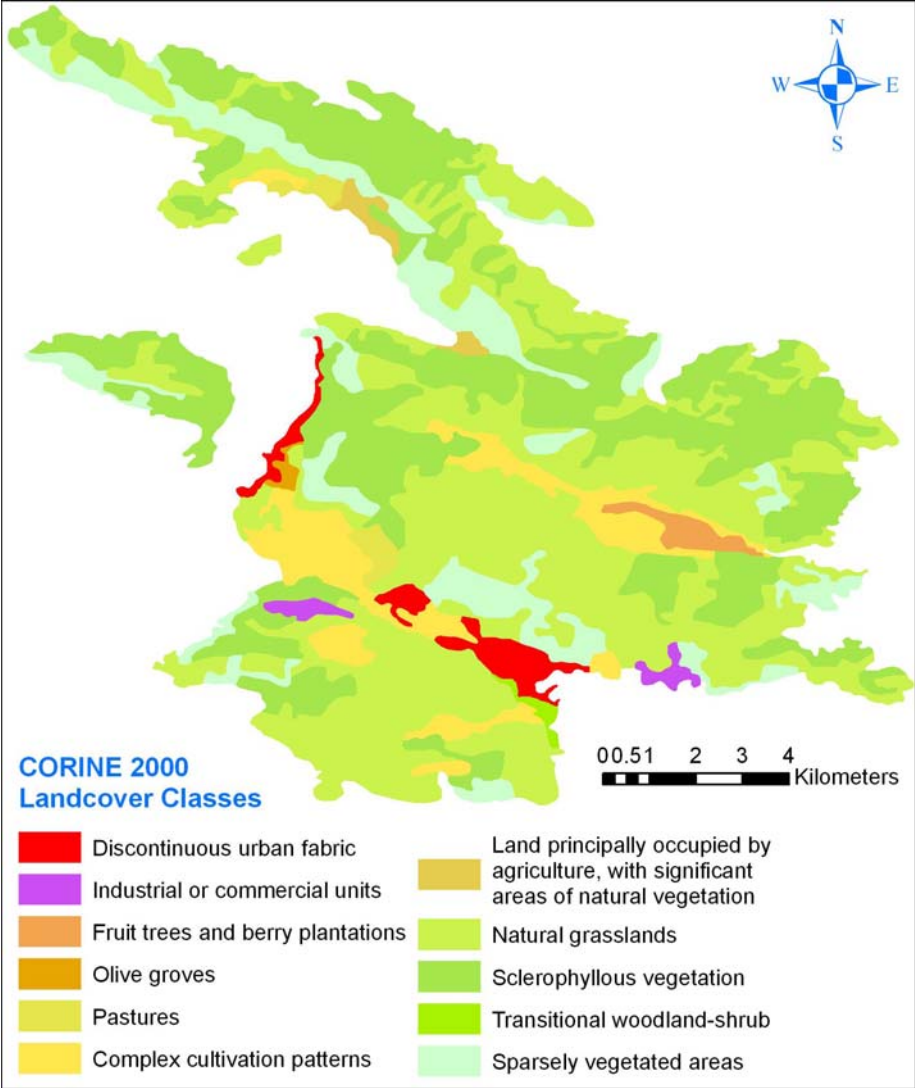 N
W E
S
0 0.5 1 2 3 4
Kilometers
CORINE 2000
Landcover Classes
Discontinuous urban fabric
Industrial or commercial units
Fruit trees and berry plantations
Olive groves
Pastures
Complex cultivation patterns
Land principally occupied by
agriculture, with significant
areas of natural vegetation
Natural grasslands
Sclerophyllous vegetation
Transitional woodland-shrub
Sparsely vegetated areas